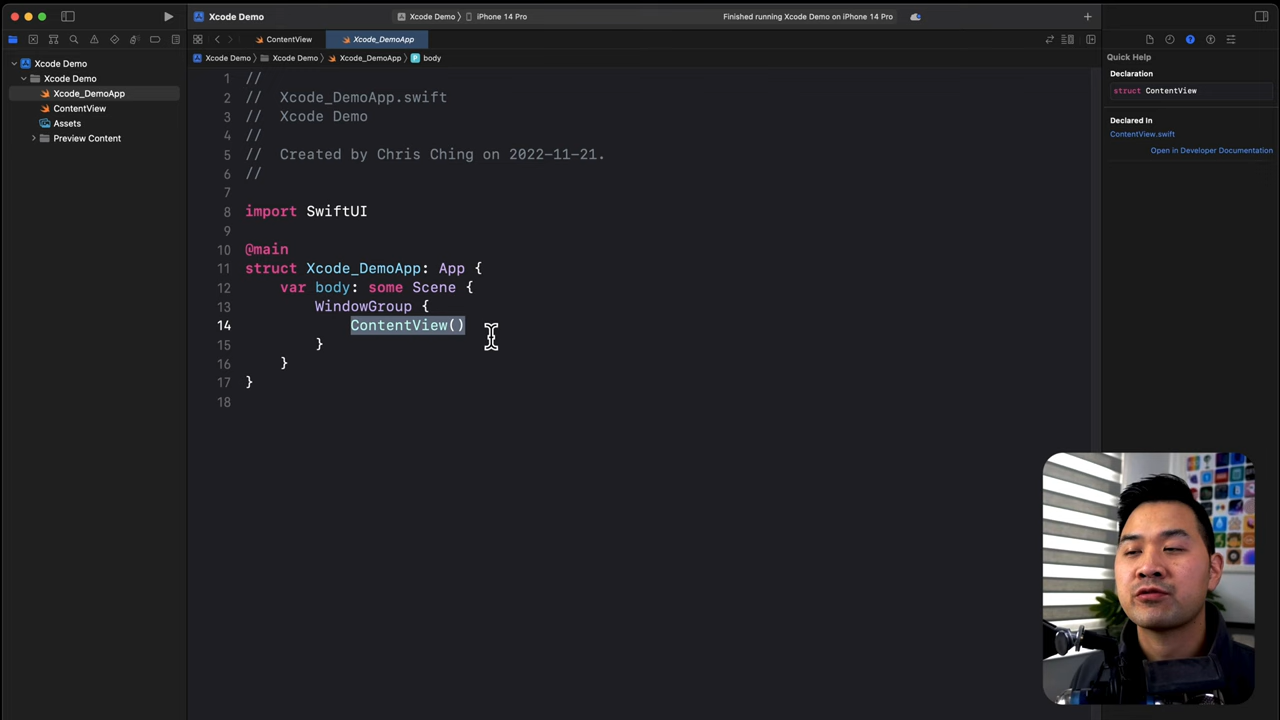 Xcode Demo
Xcode Demo
iPhone 14 Pro
Finished running Xcode Demo on iPhone 14 Pro
ContentView
Xcode_DemoApp
Xcode Demo
Xcode Demo
Xcode_DemoApp
body
Xcode Demo
Xcode Demo
Xcode_DemoApp
ContentView
Assets
Preview Content
1 //
2 // Xcode_DemoApp.swift
3 // Xcode Demo
4 //
5 // Created by Chris Ching on 2022-11-21.
6 //
7
8 import SwiftUI
9
10 @main
11 struct Xcode_DemoApp: App {
12 var body: some Scene {
13 WindowGroup {
14 ContentView()
15 }
16 }
17 }
18
Quick Help
Declaration
struct ContentView
Declared In
ContentView.swift
Open in Developer Documentation